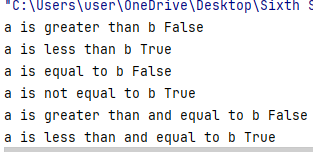 "C:\Users\user\OneDrive\Desktop\Sixth S
a is greater than b False
a is less than b True
a is equal to b False
a is not equal to b True
a is greater than and equal to b False
a is less than and equal to b True